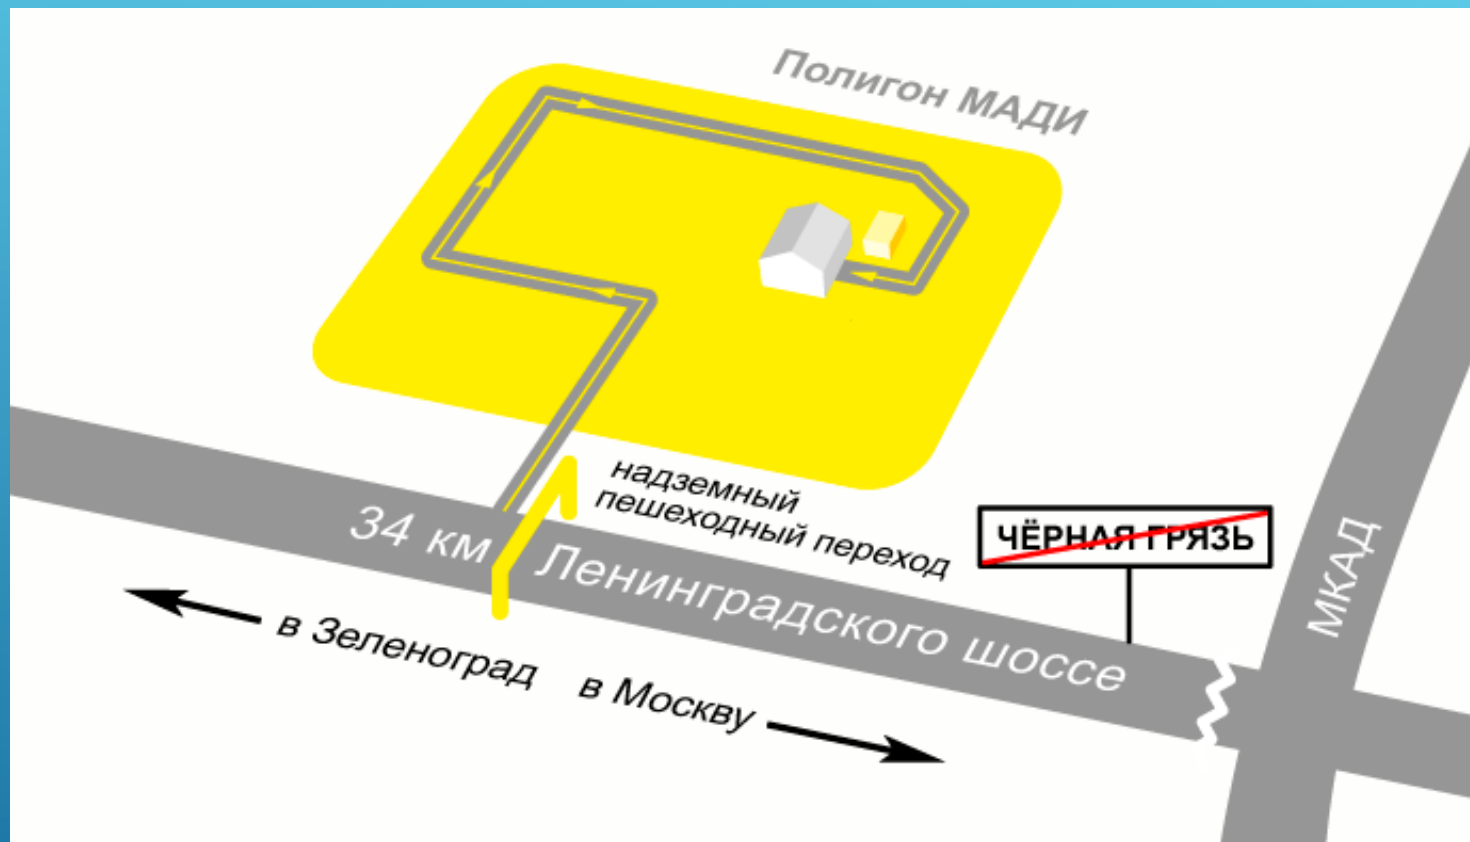 Полигон МАДИ
надземный
пешеходный переход
34 км Ленинградского шоссе
ЧЁРНАЯ ГРЯЗЬ
МКАД
в Зеленоград
в Москву